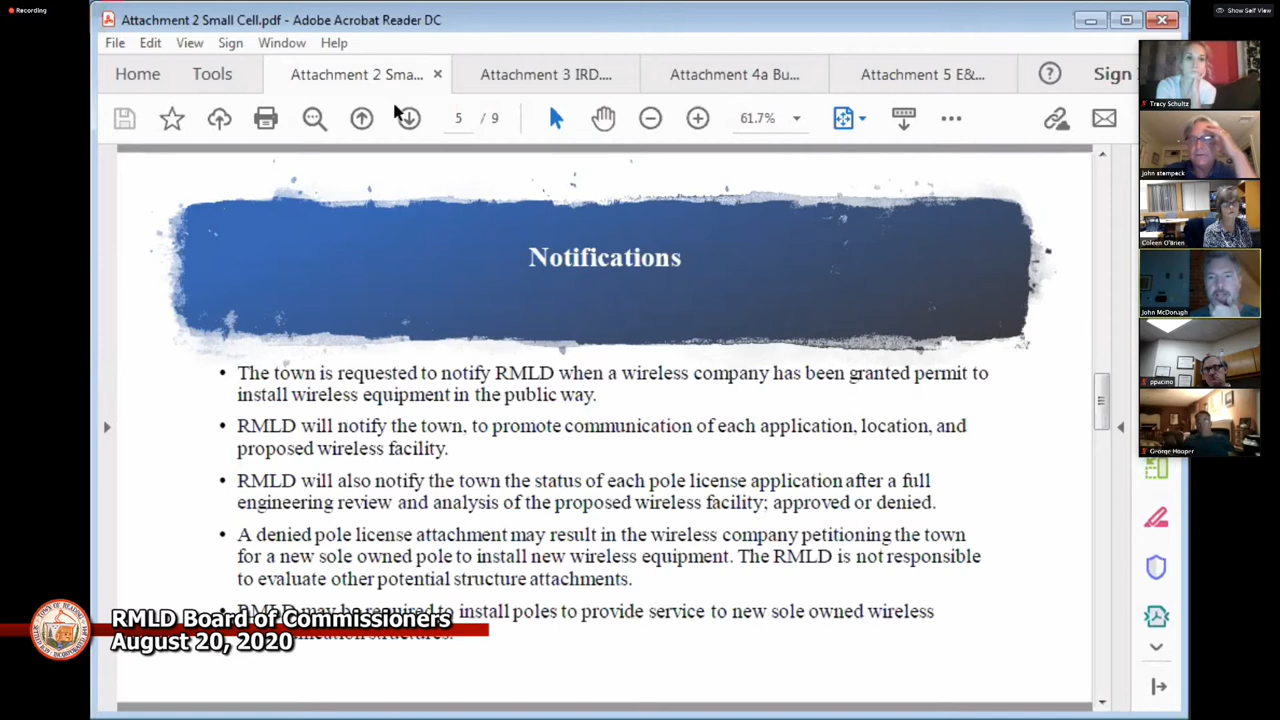 Recording
Show Self View
Attachment 2 Small Cell.pdf - Adobe Acrobat Reader DC
File Edit View Sign Window Help
Home Tools Attachment 2 Sma... × Attachment 3 IRD.... Attachment 4a Bu... Attachment 5 E&... Sign
5 / 9 61.7%
Notifications
• The town is requested to notify RMLD when a wireless company has been granted permit to
install wireless equipment in the public way.
• RMLD will notify the town, to promote communication of each application, location, and
proposed wireless facility.
• RMLD will also notify the town the status of each pole license application after a full
engineering review and analysis of the proposed wireless facility; approved or denied.
• A denied pole license attachment may result in the wireless company petitioning the town
for a new sole owned pole to install new wireless equipment. The RMLD is not responsible
to evaluate other potential structure attachments.
• RMLD may be required to install poles to provide service to new sole owned wireless
structures.
RMLD Board of Commissioners
August 20, 2020
Tracy Schultz
John stempeck
Coleen O'Brien
John McDonagh
ppacino
George Hooper